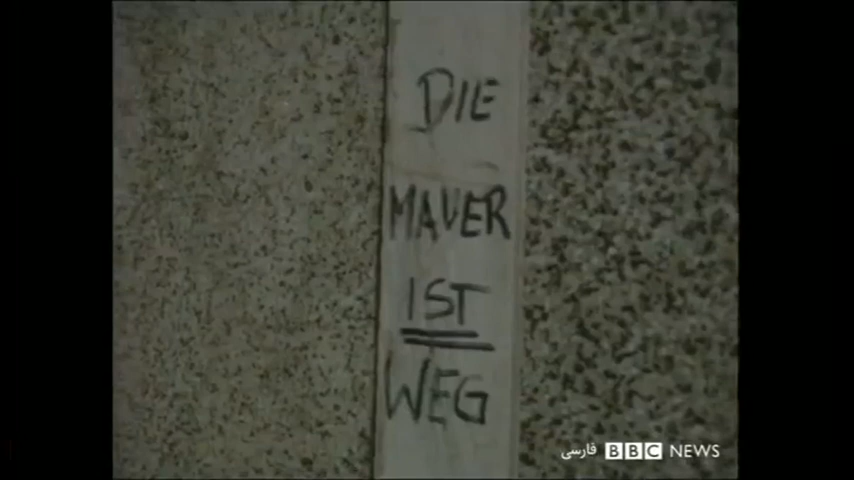 DIE
MAUER
IST
WEG
BBC NEWS فارسی